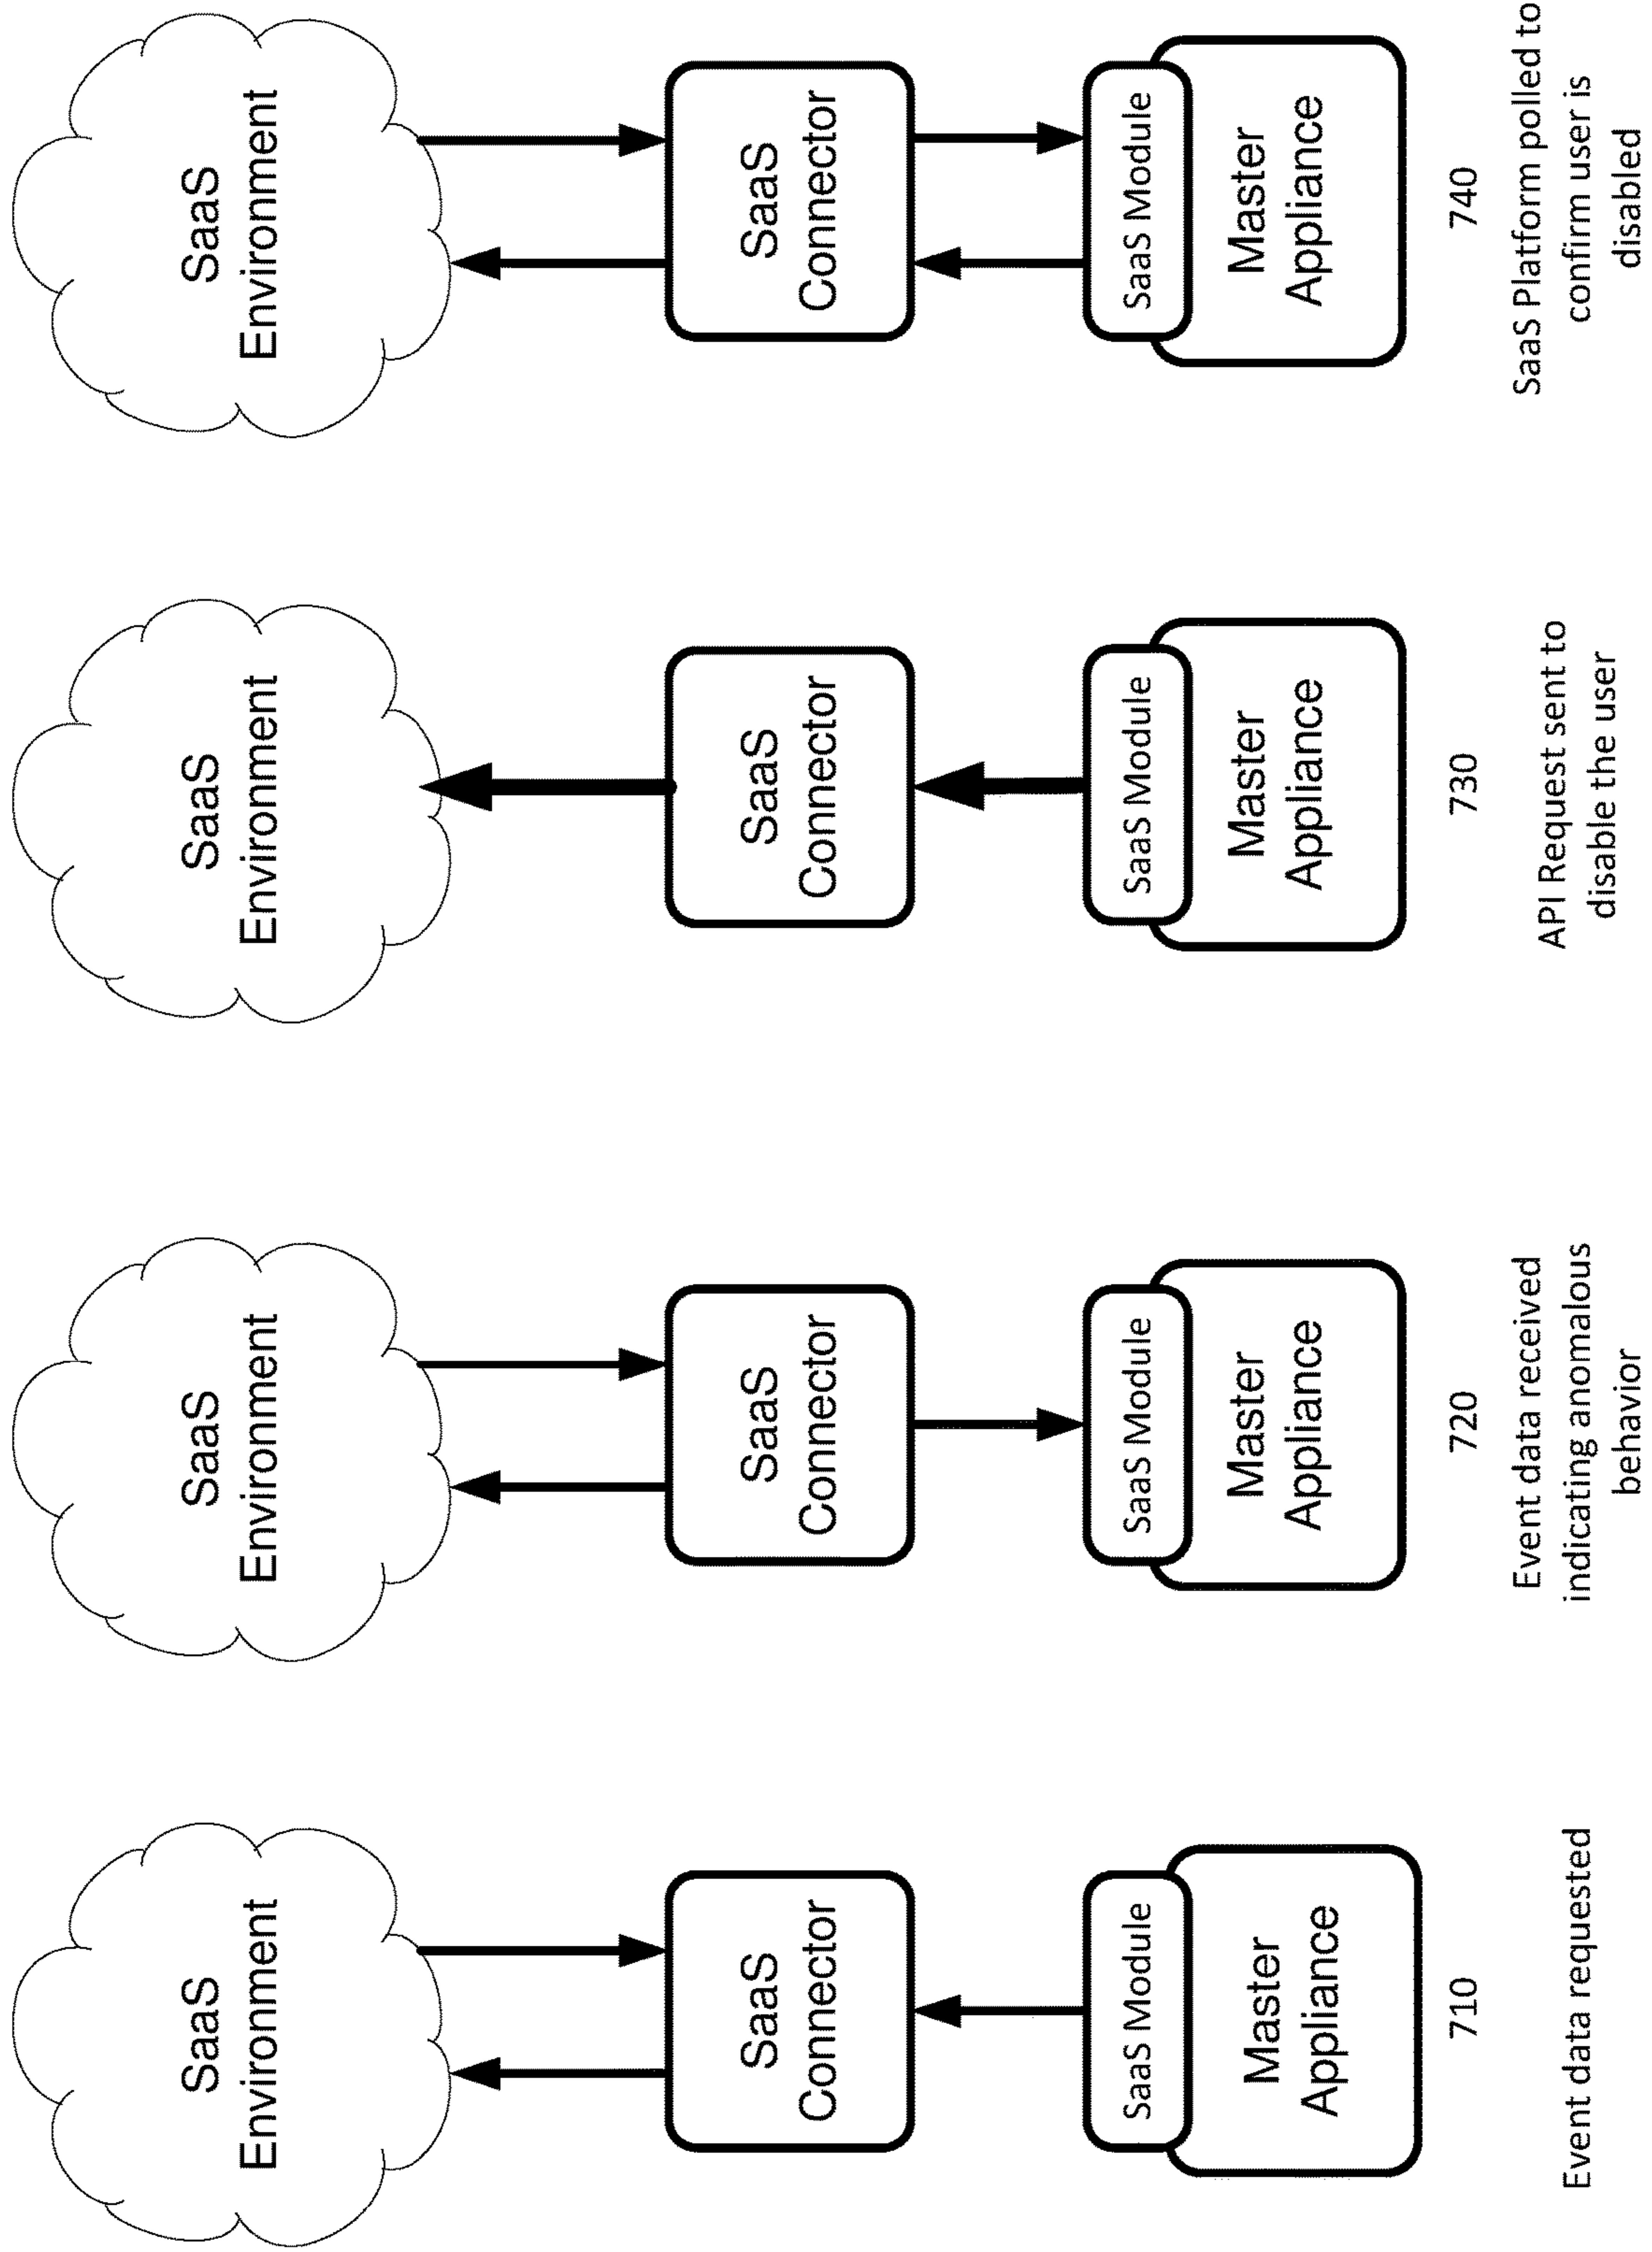 SaaS
Environment
SaaS
Connector
SaaS Module
Master
Appliance
710
Event data requested
SaaS
Environment
SaaS
Connector
SaaS Module
Master
Appliance
720
Event data received
indicating anomalous
behavior
SaaS
Environment
SaaS
Connector
SaaS Module
Master
Appliance
730
API Request sent to
disable the user
SaaS
Environment
SaaS
Connector
SaaS Module
Master
Appliance
740
SaaS Platform polled to
confirm user is
disabled